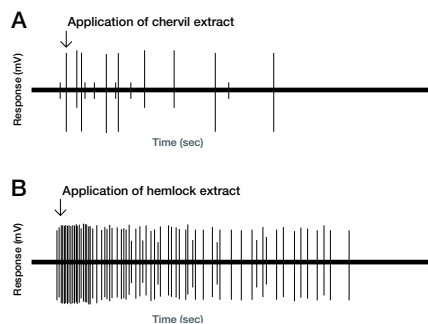 A
Application of chervil extract
Response (mV)
Time (sec)
B
Application of hemlock extract
Response (mV)
Time (sec)